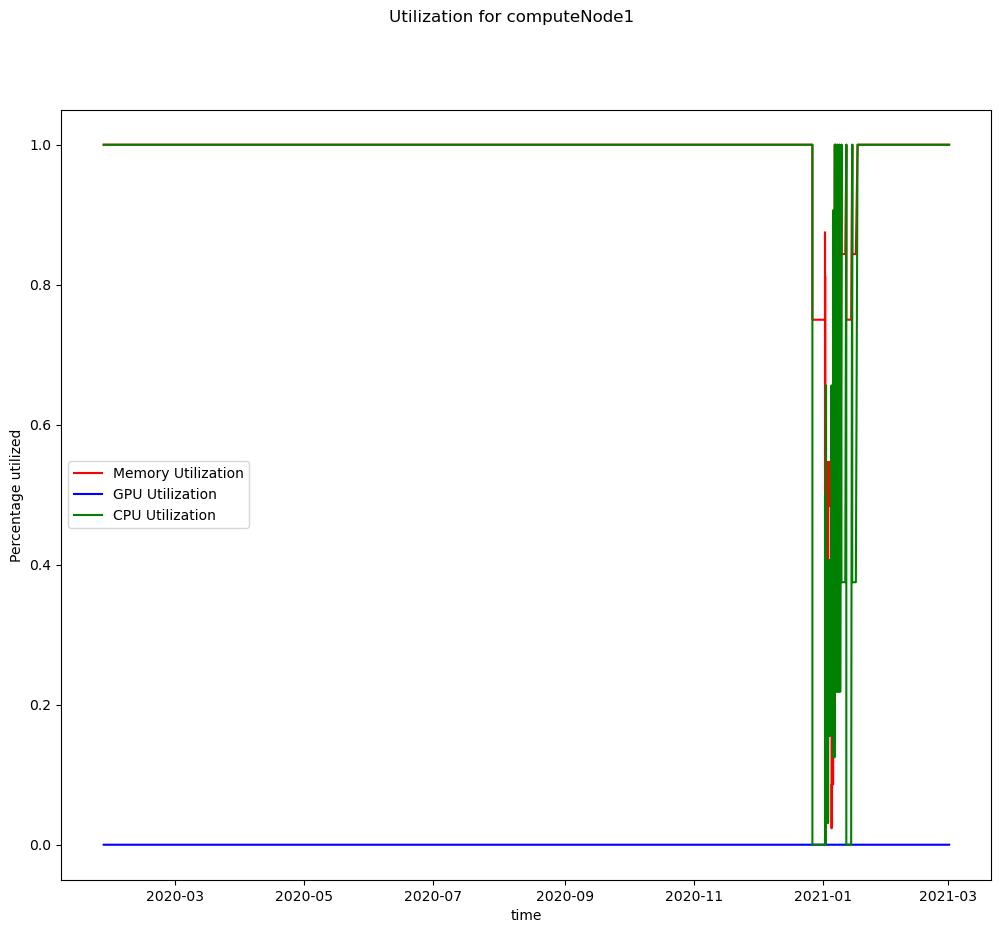 Utilization for computeNode1
1.0
0.8
0.6
0.4
0.2
0.0
Percentage utilized
Memory Utilization
GPU Utilization
CPU Utilization
2020-03 2020-05 2020-07 2020-09 2020-11 2021-01 2021-03
time